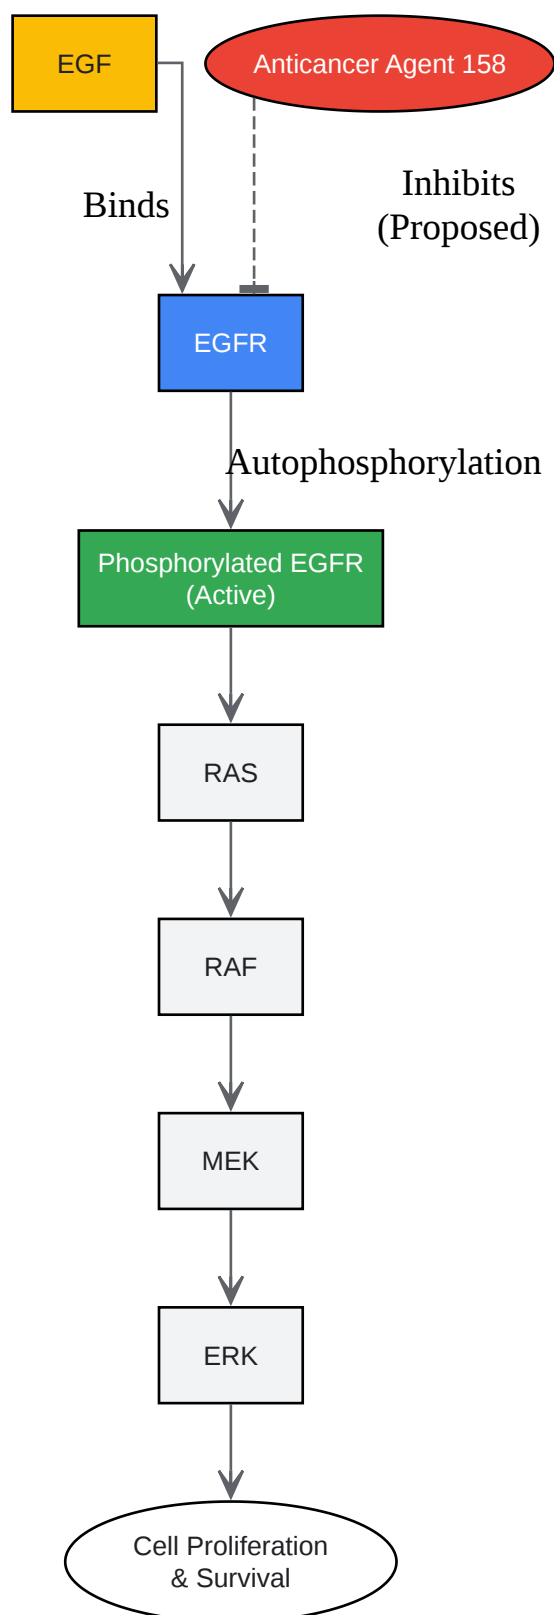 EGF
Anticancer Agent 158
Binds
Inhibits
(Proposed)
EGFR
Autophosphorylation
Phosphorylated EGFR
(Active)
RAS
RAF
MEK
ERK
Cell Proliferation
& Survival